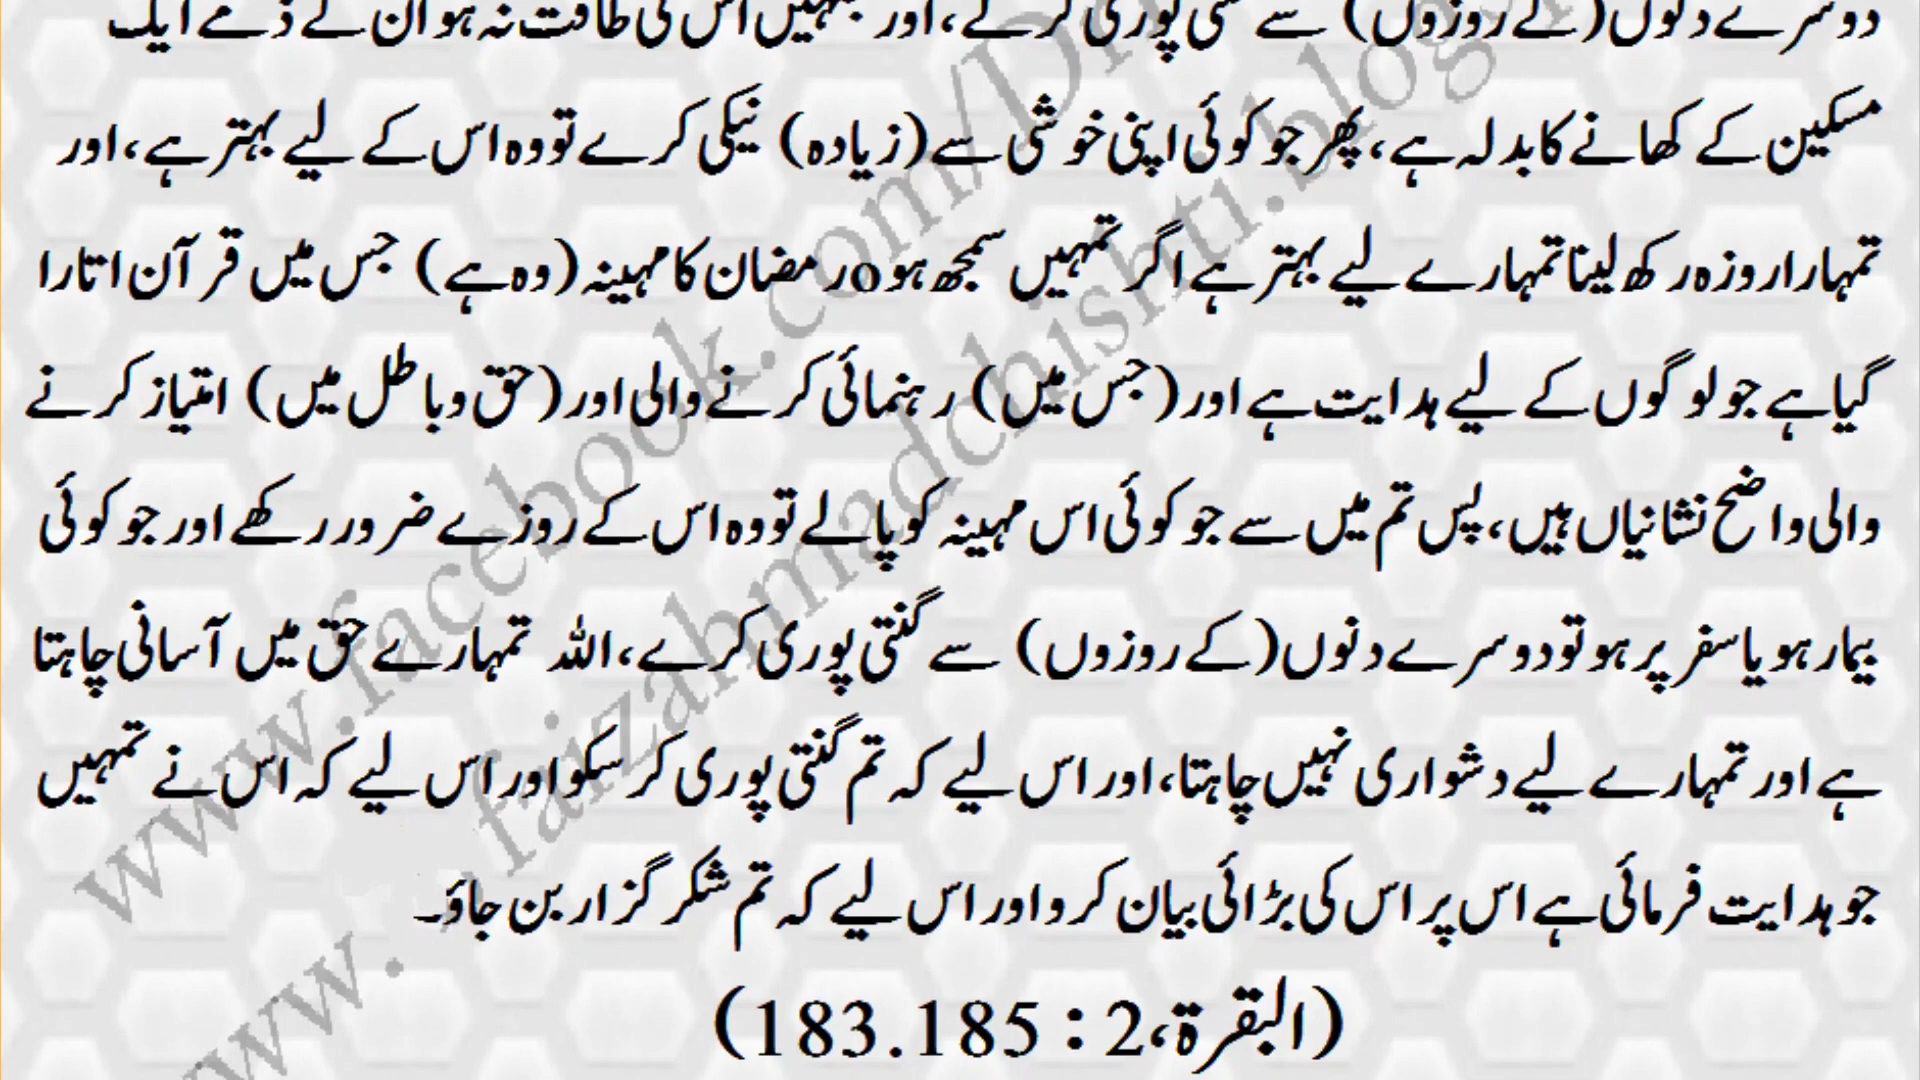 دوسرے دنوں (کے روزوں) سے گنتی پوری کرلے، اور جنہیں اس کی طاقت نہ ہو ان کے ذمے ایک
مسکین کے کھانے کا بدلہ ہے، پھر جو کوئی اپنی خوشی سے (زیادہ) نیکی کرے تو وہ اس کے لیے بہتر ہے، اور
تمہارا روزہ رکھ لینا تمہارے لیے بہتر ہے اگر تمہیں سمجھ ہوo رمضان کا مہینہ (وہ ہے) جس میں قرآن اتارا
گیا ہے جو لوگوں کے لیے ہدایت ہے اور (جس میں) رہنمائی کرنے والی اور (حق و باطل میں) امتیاز کرنے
والی واضح نشانیاں ہیں، پس تم میں سے جو کوئی اس مہینہ کو پا لے تو وہ اس کے روزے ضرور رکھے اور جو کوئی
بیمار ہو یا سفر پر ہو تو دوسرے دنوں (کے روزوں) سے گنتی پوری کرے، اللہ تمہارے حق میں آسانی چاہتا
ہے اور تمہارے لیے دشواری نہیں چاہتا، اور اس لیے کہ تم گنتی پوری کر سکو اور اس لیے کہ اس نے تمہیں
جو ہدایت فرمائی ہے اس پر اس کی بڑائی بیان کرو اور اس لیے کہ تم شکر گزار بن جاؤ۔
(البقرۃ، 2 : 183.185)
www.facebook.com/Dr
www. faizahmadchishti.blog